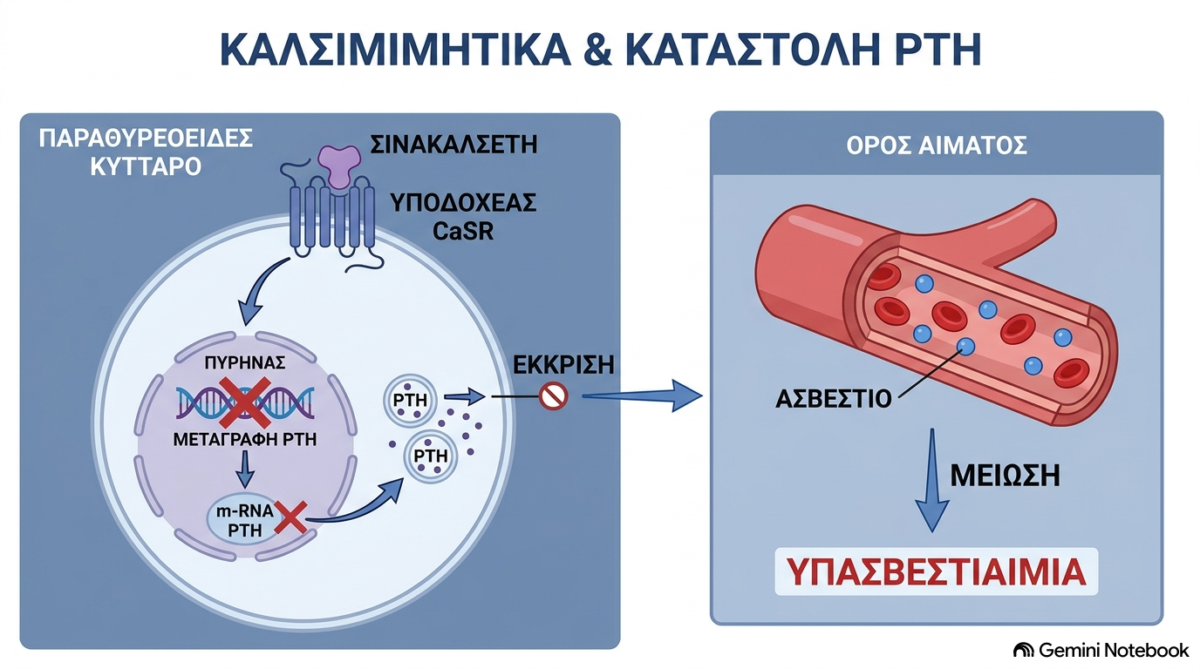 ΚΑΛΣΙΜΙΜΗΤΙΚΑ & ΚΑΤΑΣΤΟΛΗ PTH
ΠΑΡΑΘΥΡΕΟΕΙΔΕΣ
ΚΥΤΤΑΡΟ
ΣΙΝΑΚΑΛΣΕΤΗ
ΥΠΟΔΟΧΕΑΣ
CaSR
ΠΥΡΗΝΑΣ
ΜΕΤΑΓΡΑΦΗ PTH
m-RNA
PTH
PTH
PTH
ΕΚΚΡΙΣΗ
ΟΡΟΣ ΑΙΜΑΤΟΣ
ΑΣΒΕΣΤΙΟ
ΜΕΙΩΣΗ
ΥΠΑΣΒΕΣΤΙΑΙΜΙΑ
Gemini Notebook